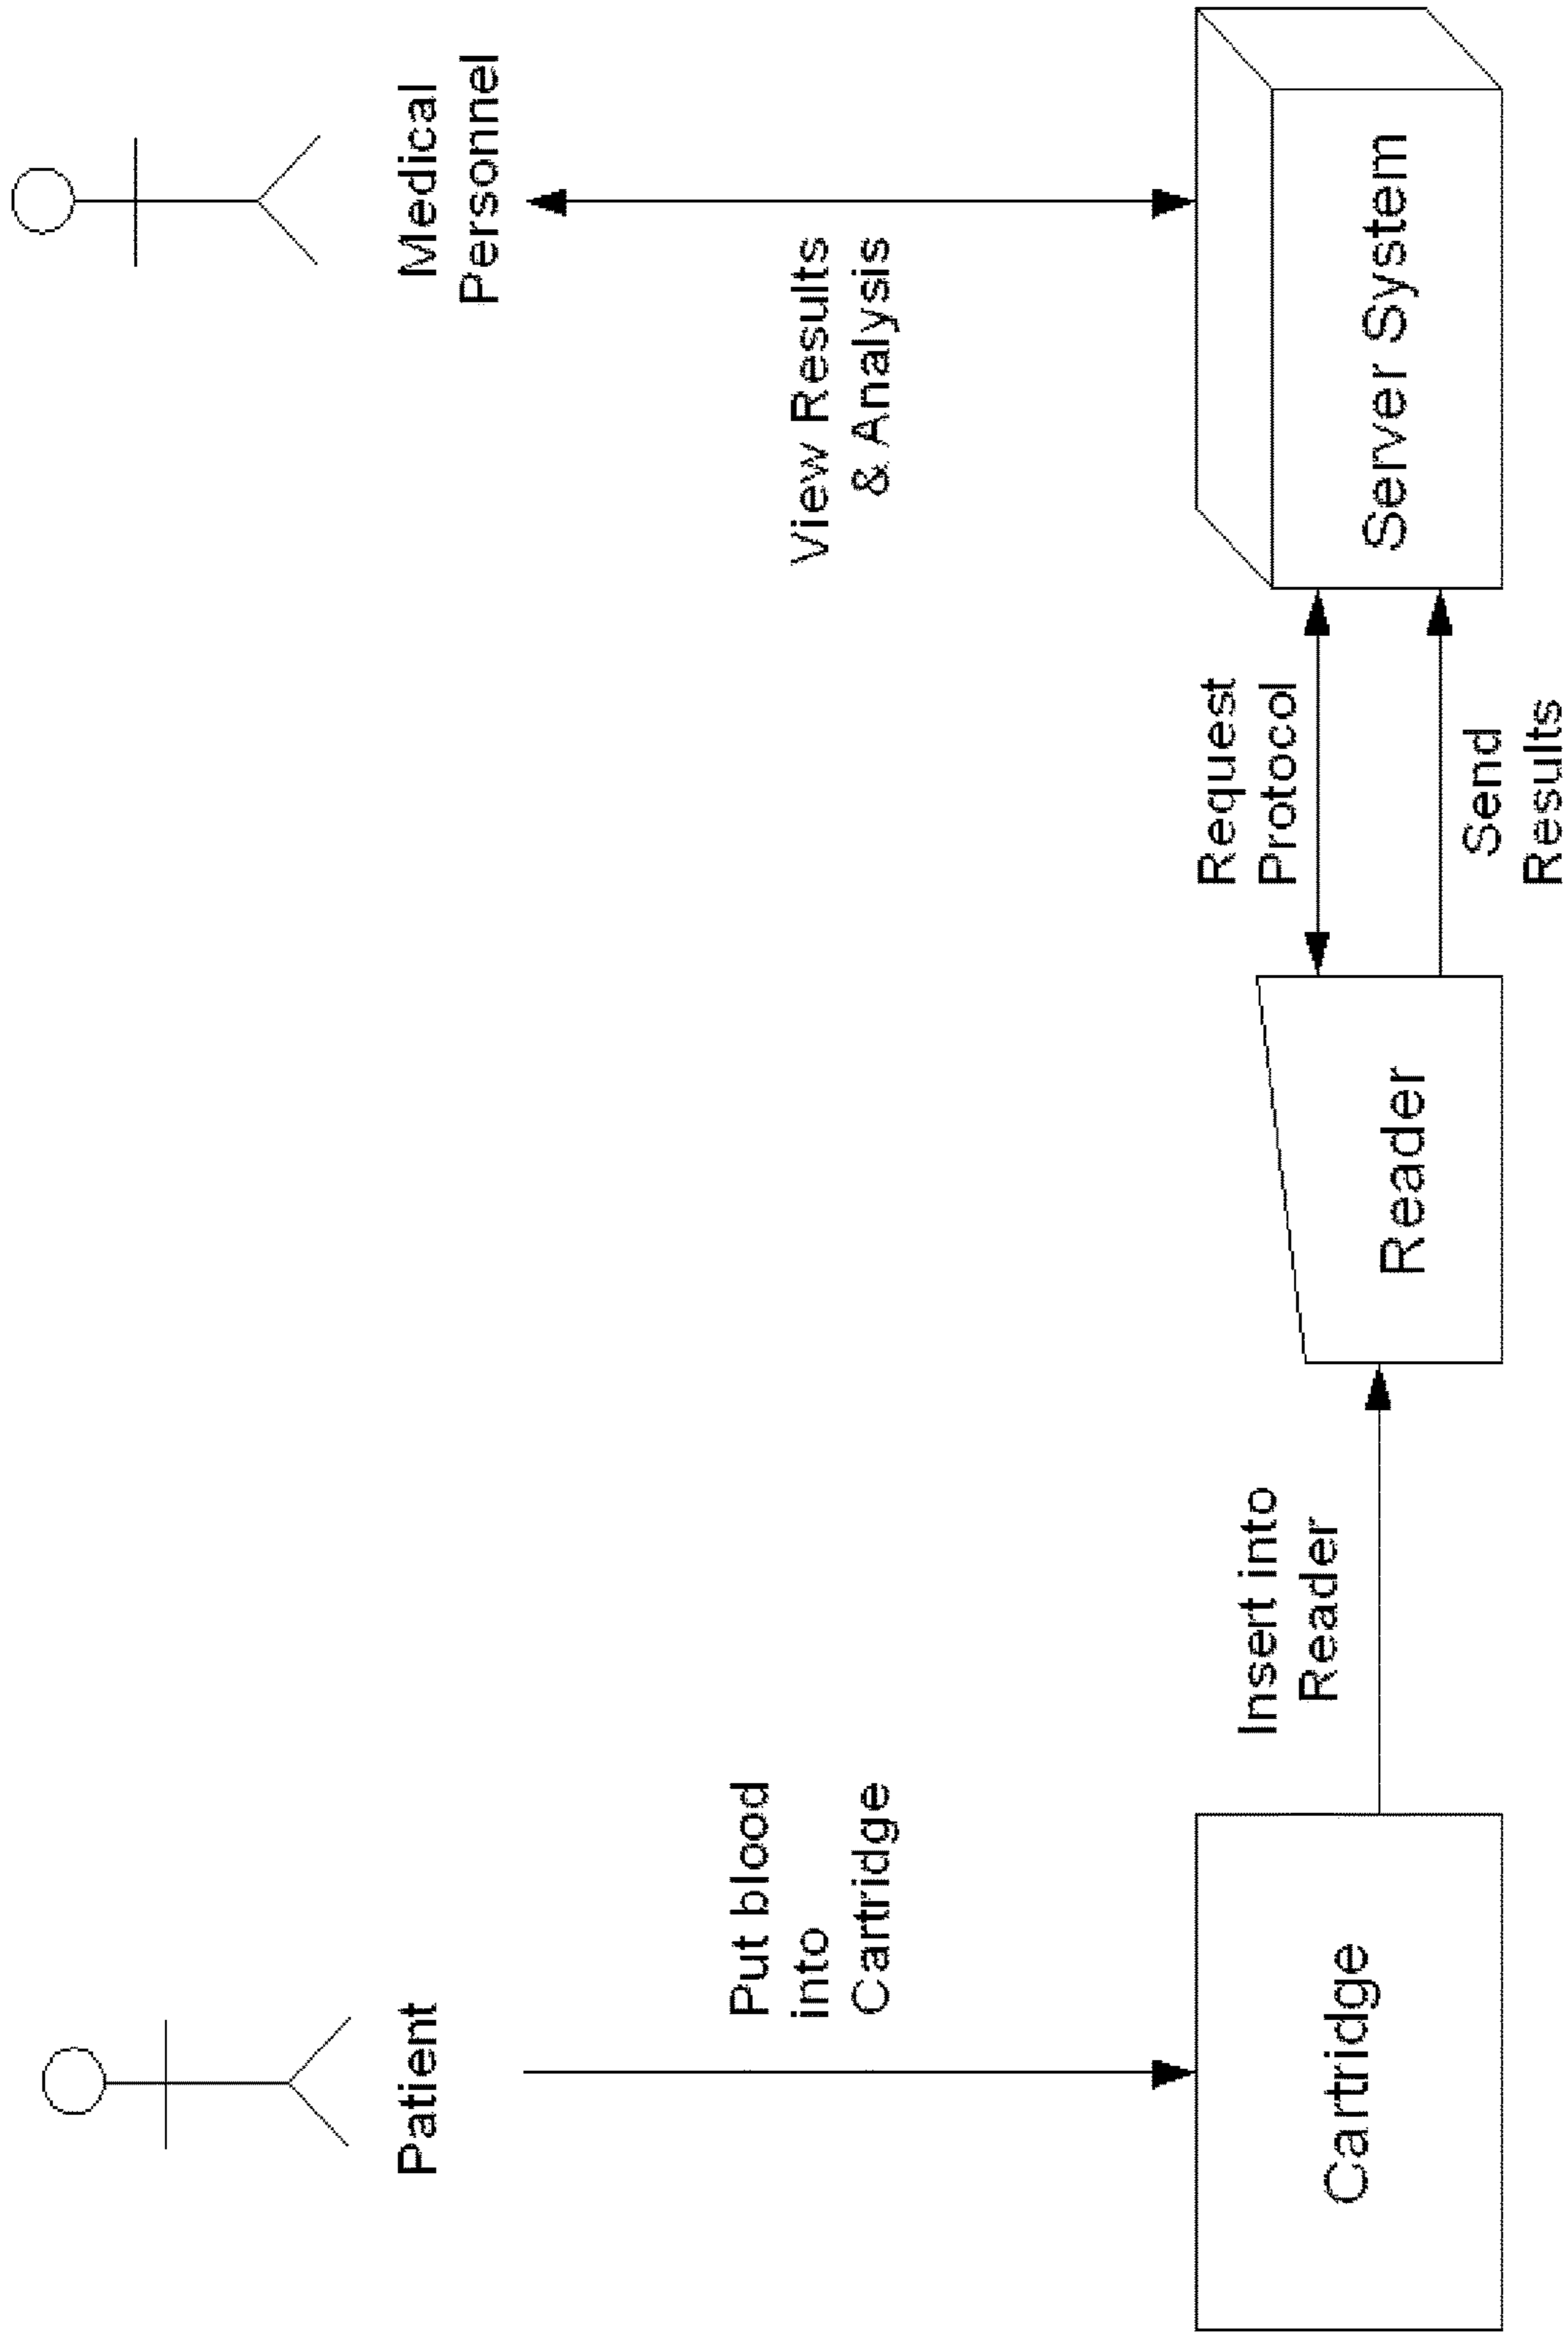 Patient
Put blood
into
Cartridge
Cartridge
Insert into
Reader
Reader
Request
Protocol
Send
Results
Server System
View Results
& Analysis
Medical
Personnel